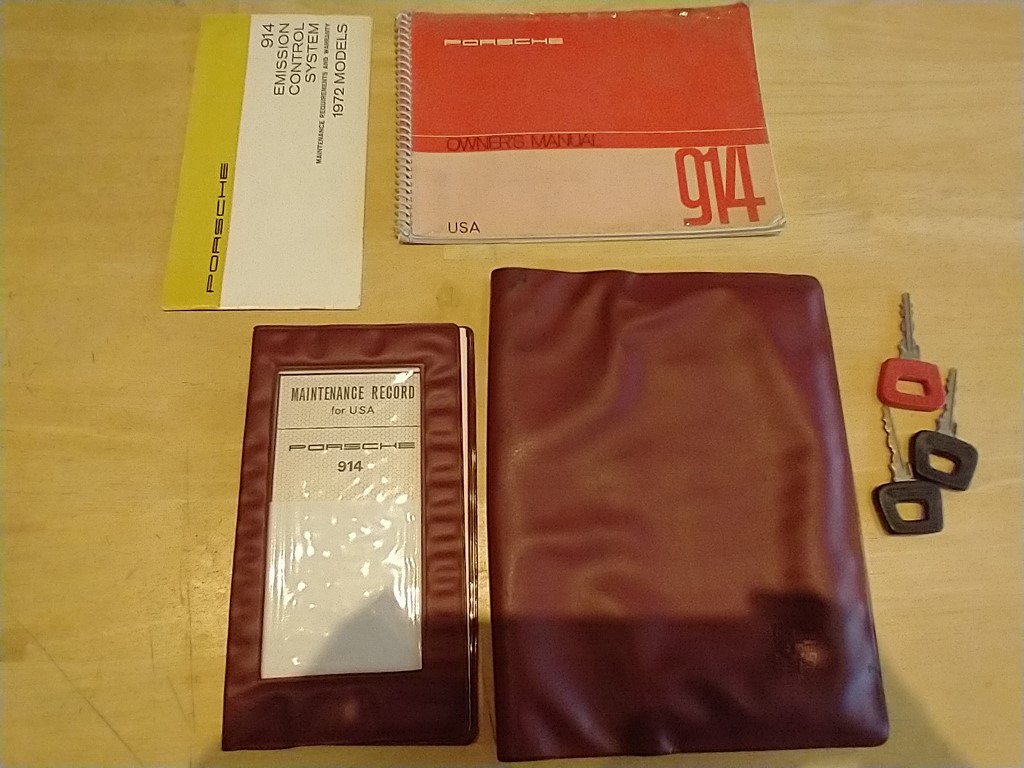 914
EMISSION
CONTROL
SYSTEM
MAINTENANCE REQUIREMENTS AND WARRANTY
1972 MODELS
PORSCHE
PORSCHE
OWNER'S MANUAL
914
USA
MAINTENANCE RECORD
for USA
PORSCHE
914